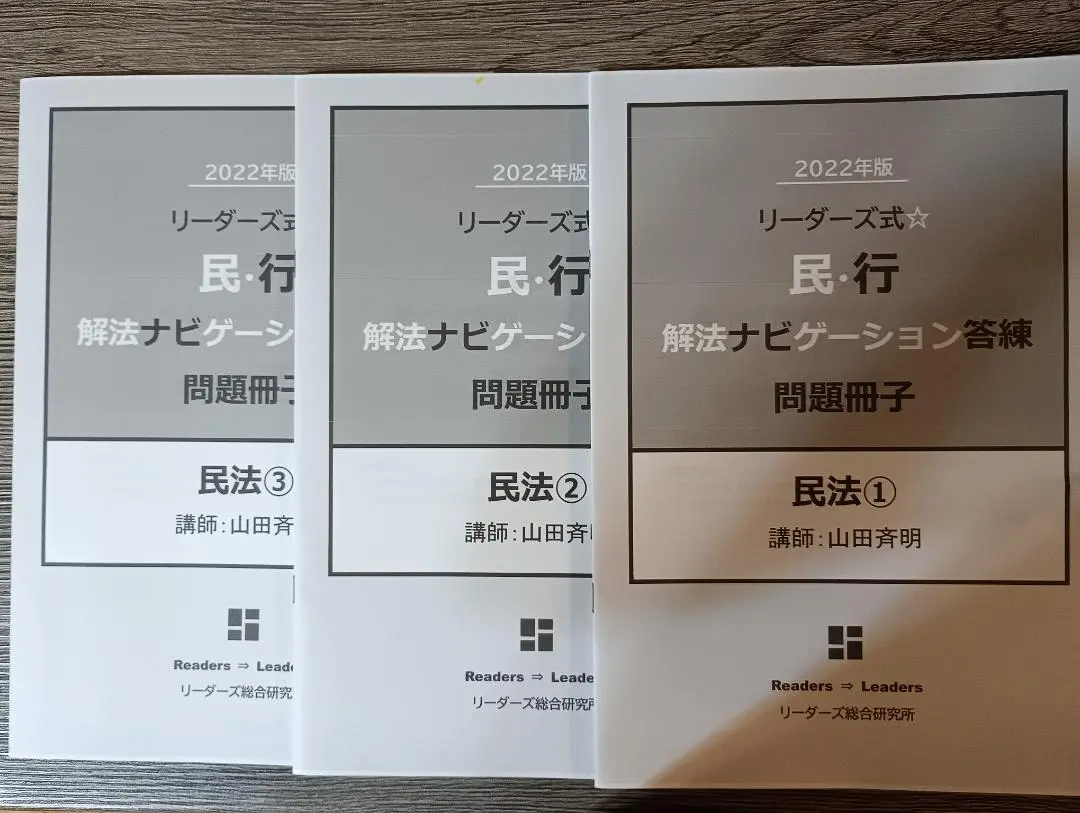 2022年版
リーダーズ式
民・行
解法ナビゲーシ
問題冊子
民法③
講師：山田斉
Readers ⇒ Leade
リーダーズ総合研究
2022年版
リーダーズ式
民・行
解法ナビゲーシ
問題冊子
民法②
講師：山田斉
Readers ⇒ Leade
リーダーズ総合研究所
2022年版
リーダーズ式☆
民・行
解法ナビゲーション答練
問題冊子
民法①
講師：山田斉明
Readers ⇒ Leaders
リーダーズ総合研究所